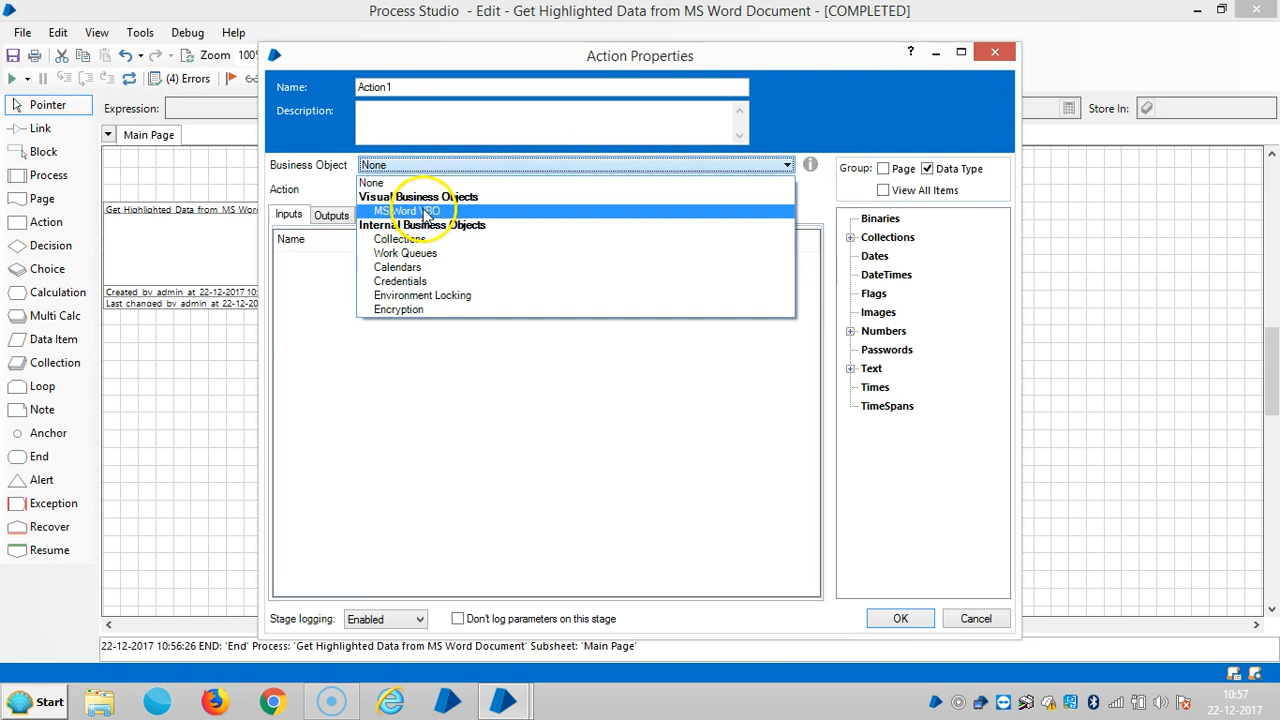 Process Studio - Edit - Get Highlighted Data from MS Word Document - [COMPLETED]
File Edit View Tools Debug Help
Zoom 100%
(4) Errors
Expression:
Store In:
Pointer
Link
Block
Process
Page
Action
Decision
Choice
Calculation
Multi Calc
Data Item
Collection
Loop
Note
Anchor
End
Alert
Exception
Recover
Resume
Main Page
Get Highlighted Data from MS Wor
Created by admin at 22-12-2017 10:5
Last changed by admin at 22-12-2017
Action Properties
Name: Action1
Description:
Business Object None
Action
Inputs Outputs
Name
None
Visual Business Objects
MS Word VBO
Internal Business Objects
Collections
Work Queues
Calendars
Credentials
Environment Locking
Encryption
Group: Page Data Type
View All Items
Binaries
Collections
Dates
DateTimes
Flags
Images
Numbers
Passwords
Text
Times
TimeSpans
Stage logging: Enabled Don't log parameters on this stage
OK Cancel
22-12-2017 10:56:26 END: 'End' Process: 'Get Highlighted Data from MS Word Document' Subsheet: 'Main Page'
Start
10:57
22-12-2017